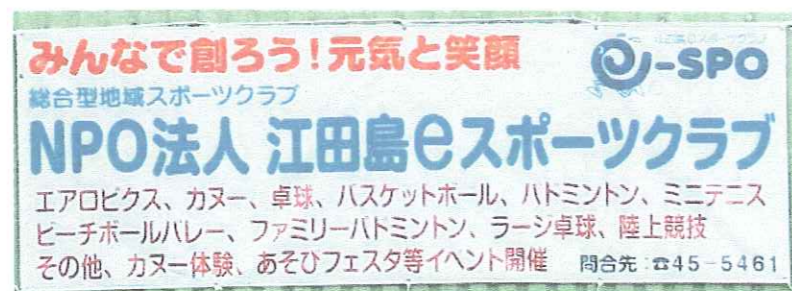 みんなで創ろう!元気と笑顔
e-SPO
総合型地域スポーツクラブ
NPO法人 江田島eスポーツクラブ
エアロビクス、カヌー、卓球、バスケットボール、バドミントン、ミニテニス
ビーチボールバレー、ファミリーバドミントン、ラージ卓球、陸上競技
その他、カヌー体験、あそびフェスタ等イベント開催 問合先:☎45-5461